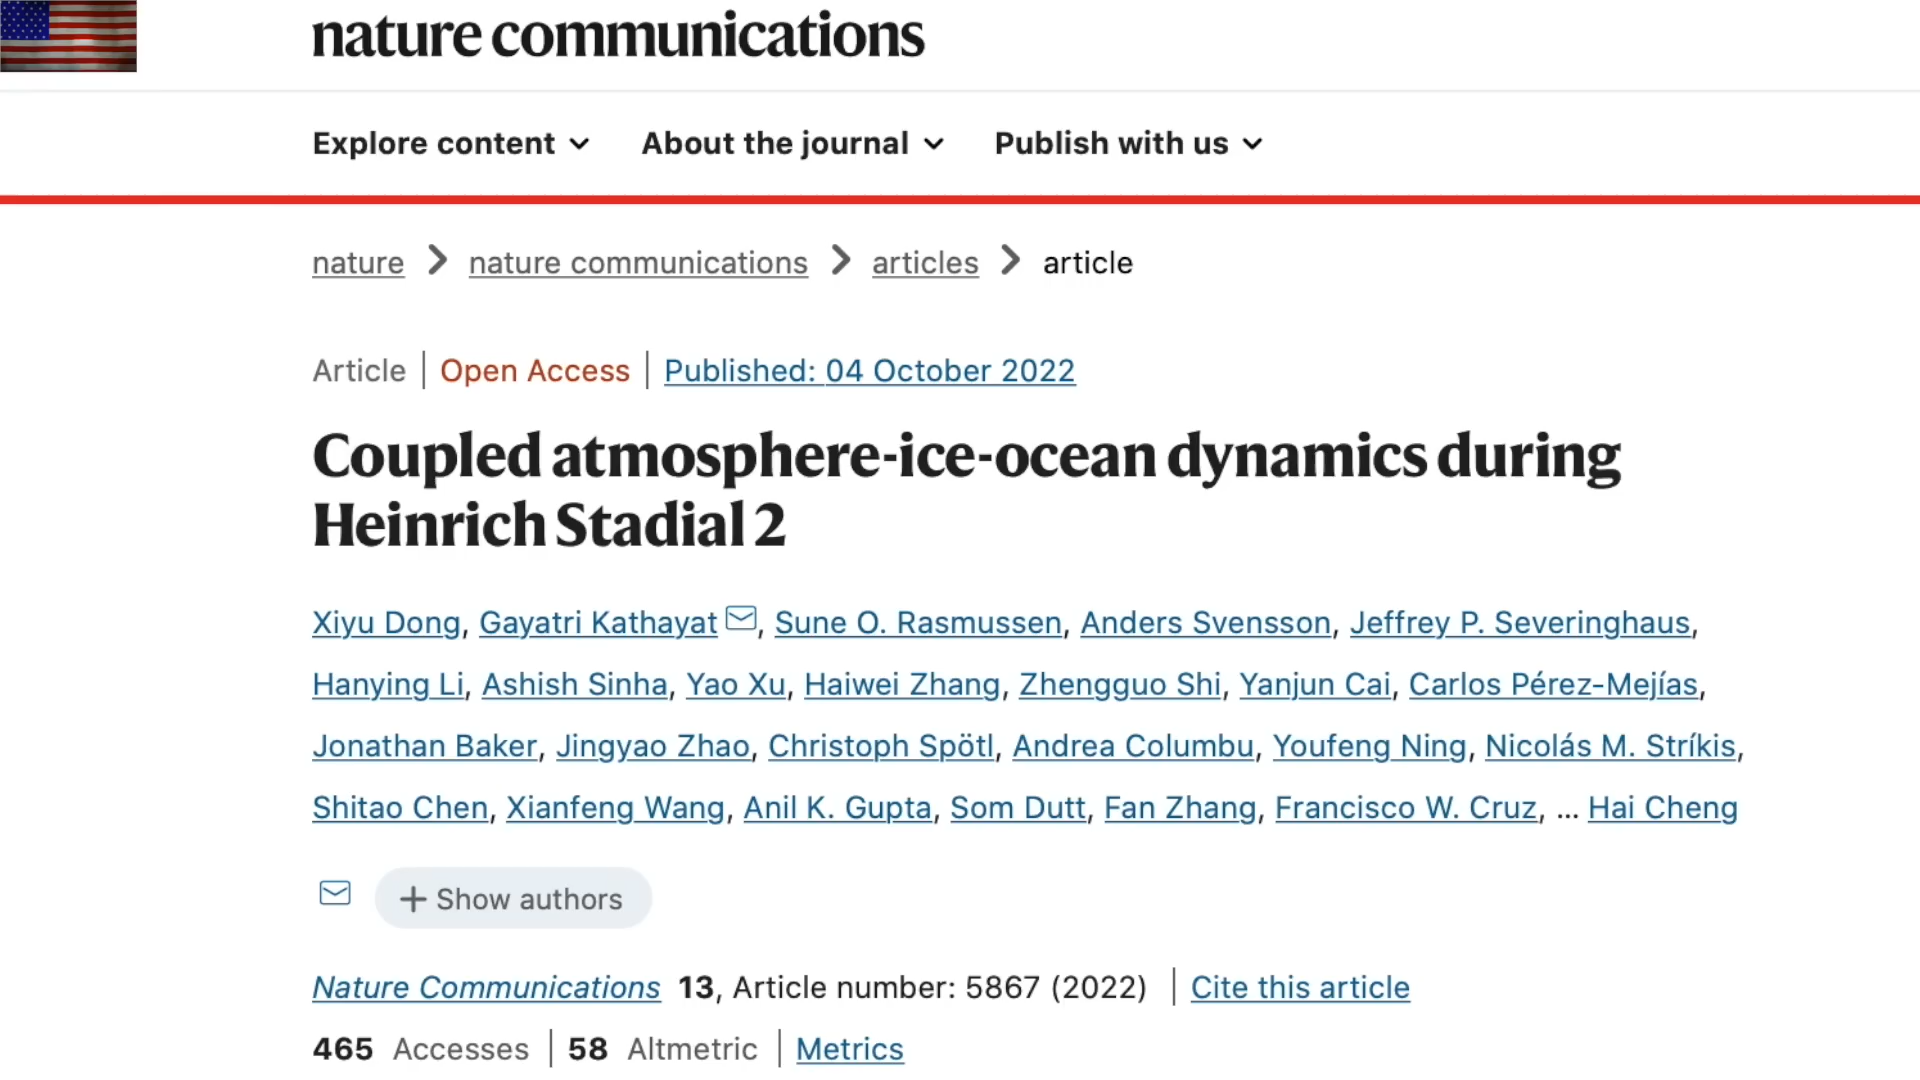 nature communications
Explore content About the journal Publish with us
nature > nature communications > articles > article
Article | Open Access | Published: 04 October 2022
Coupled atmosphere-ice-ocean dynamics during
Heinrich Stadial 2
Xiyu Dong, Gayatri Kathayat, Sune O. Rasmussen, Anders Svensson, Jeffrey P. Severinghaus,
Hanying Li, Ashish Sinha, Yao Xu, Haiwei Zhang, Zhengguo Shi, Yanjun Cai, Carlos Pérez-Mejías,
Jonathan Baker, Jingyao Zhao, Christoph Spötl, Andrea Columbu, Youfeng Ning, Nicolás M. Stríkis,
Shitao Chen, Xianfeng Wang, Anil K. Gupta, Som Dutt, Fan Zhang, Francisco W. Cruz, ... Hai Cheng
+ Show authors
Nature Communications 13, Article number: 5867 (2022) | Cite this article
465 Accesses | 58 Altmetric | Metrics